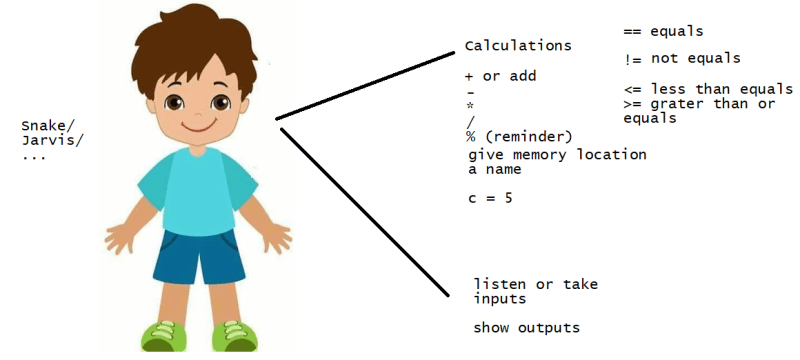 Snake/
Jarvis/
...
Calculations
+ or add
-
*
/
% (reminder)
give memory location
a name
c = 5
== equals
!= not equals
<= less than equals
>= grater than or
equals
listen or take
inputs
show outputs